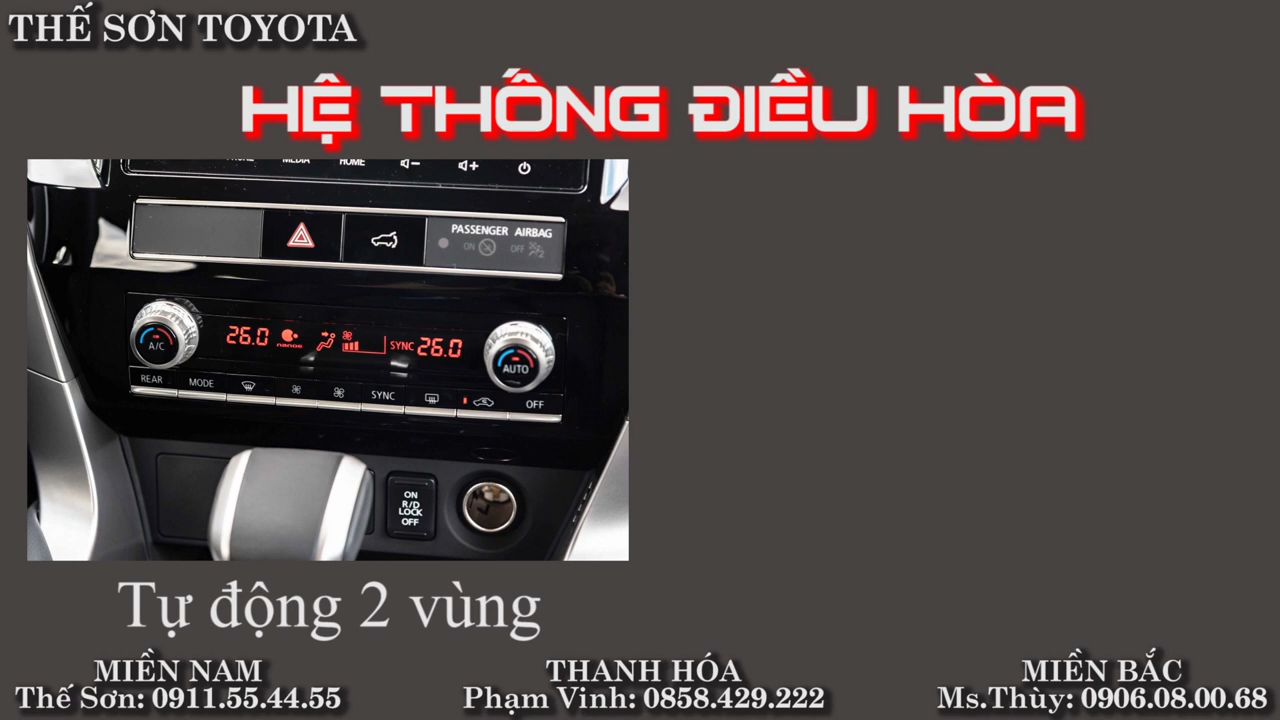 THẾ SƠN TOYOTA
HỆ THỐNG ĐIỀU HÒA
MEDIA HOME
PASSENGER AIRBAG
ON OFF
26.0 nanoe SYNC 26.0
A/C AUTO
REAR MODE SYNC OFF
ON
R/D
LOCK
OFF
Tự động 2 vùng
MIỀN NAM THANH HÓA MIỀN BẮC
Thế Sơn: 0911.55.44.55 Phạm Vinh: 0858.429.222 Ms.Thùy: 0906.08.00.68